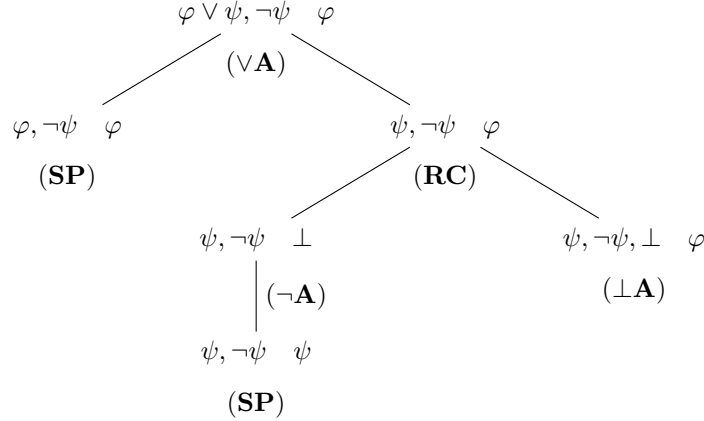 φ ∨ ψ, ¬ψ φ
(∨A)
φ, ¬ψ φ
ψ, ¬ψ φ
(SP)
(RC)
ψ, ¬ψ ⊥
ψ, ¬ψ, ⊥ φ
(¬A)
(⊥A)
ψ, ¬ψ ψ
(SP)